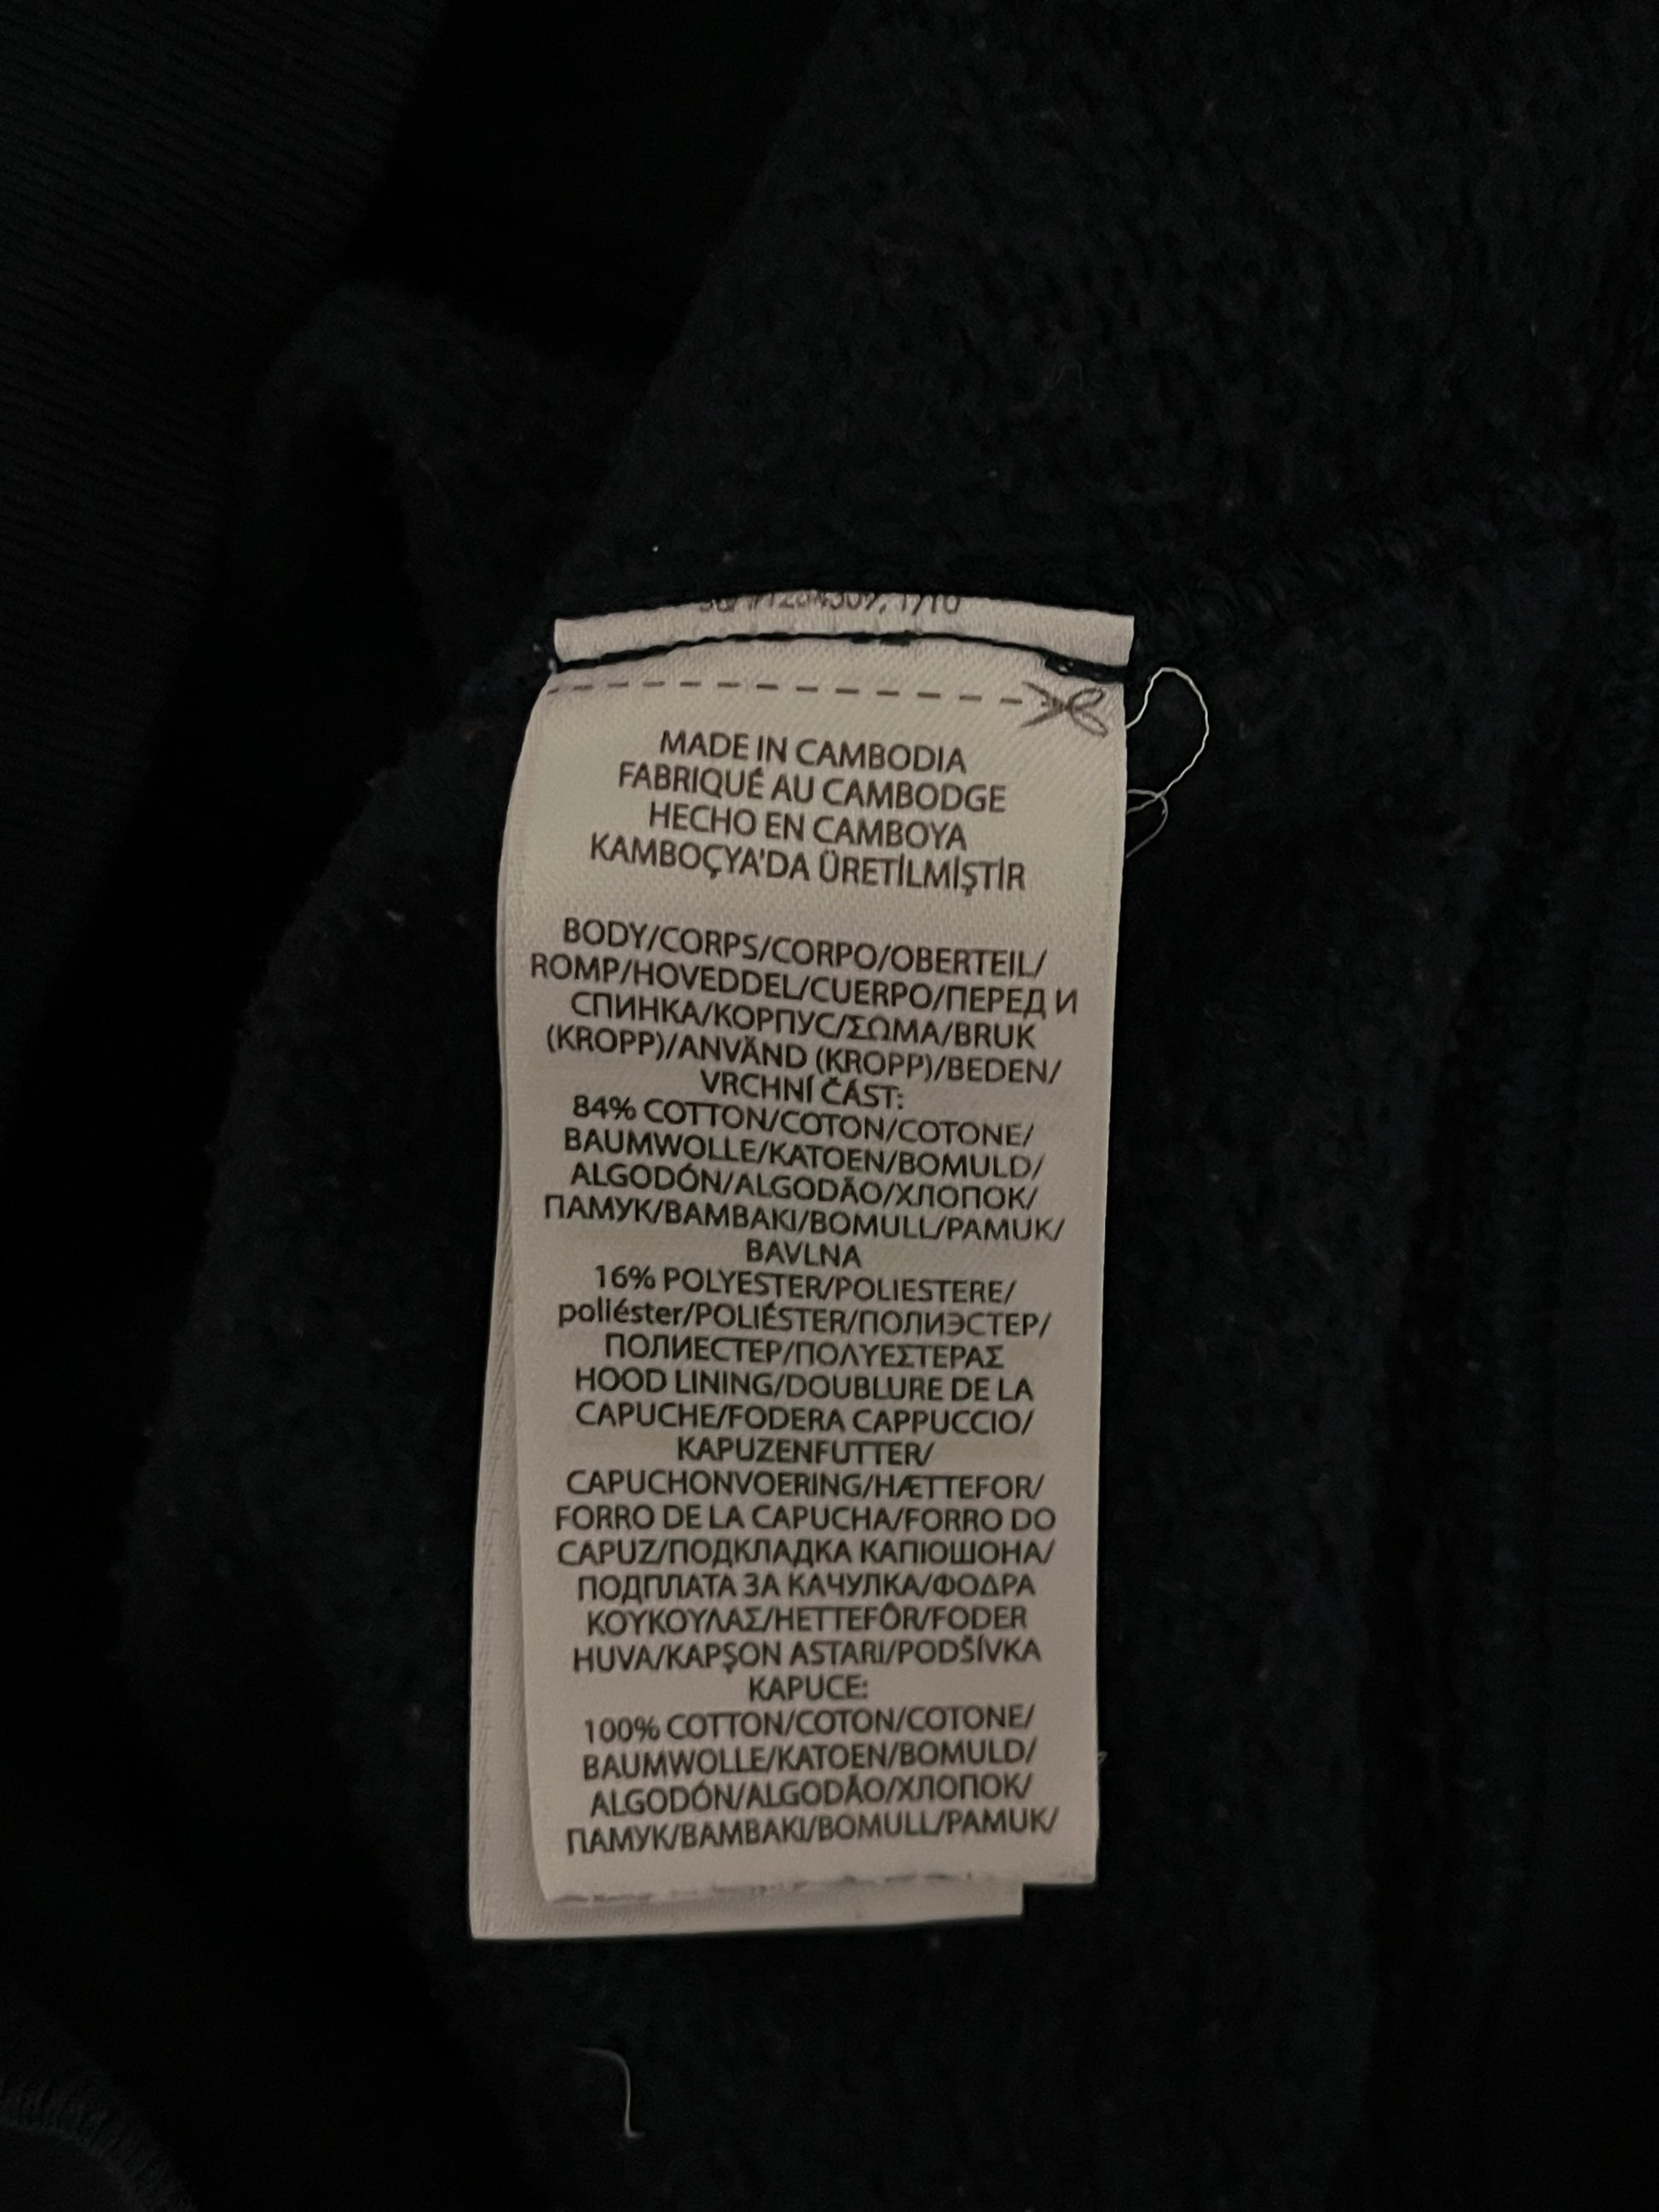 MADE IN CAMBODIA
FABRIQUÉ AU CAMBODGE
HECHO EN CAMBOYA
KAMBOÇYA'DA ÜRETİLMİŞTİR
BODY/CORPS/CORPO/OBERTEIL/
ROMP/HOVEDDEL/CUERPO/ПЕРЕД И
СПИНКА/КОРПУС/ΣΩΜΑ/BRUK
(KROPP)/ANVÄND (KROPP)/BEDEN/
VRCHNÍ ČÁST:
84% COTTON/COTON/COTONE/
BAUMWOLLE/KATOEN/BOMULD/
ALGODÓN/ALGODÃO/ХЛОПОК/
ПАМУК/BAMBAKI/BOMULL/PAMUK/
BAVLNA
16% POLYESTER/POLIESTERE/
poliéster/POLIÉSTER/ПОЛИЭСТЕР/
ПОЛИЕСТЕР/ΠΟΛΥΕΣΤΕΡΑΣ
HOOD LINING/DOUBLURE DE LA
CAPUCHE/FODERA CAPPUCCIO/
KAPUZENFUTTER/
CAPUCHONVOERING/HÆTTEFOR/
FORRO DE LA CAPUCHA/FORRO DO
CAPUZ/ПОДКЛАДКА КАПЮШОНА/
ПОДПЛАТА ЗА КАЧУЛКА/ΦΟΔΡΑ
ΚΟΥΚΟΥΛΑΣ/HETTEFÔR/FODER
HUVA/KAPŞON ASTARI/PODŠÍVKA
KAPUCE:
100% COTTON/COTON/COTONE/
BAUMWOLLE/KATOEN/BOMULD/
ALGODÓN/ALGODÃO/ХЛОПОК/
ПАМУК/BAMBAKI/BOMULL/PAMUK/